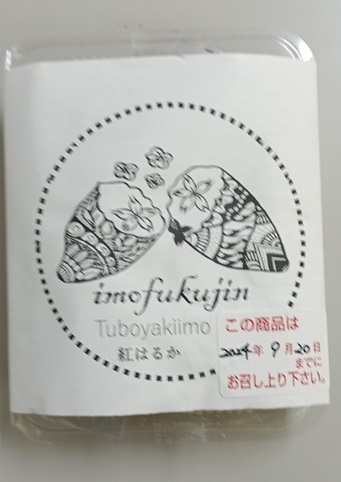 imofukujin
Tuboyakiimo
紅はるか
この商品は
2024年 9月20日
までに
お召し上り下さい。